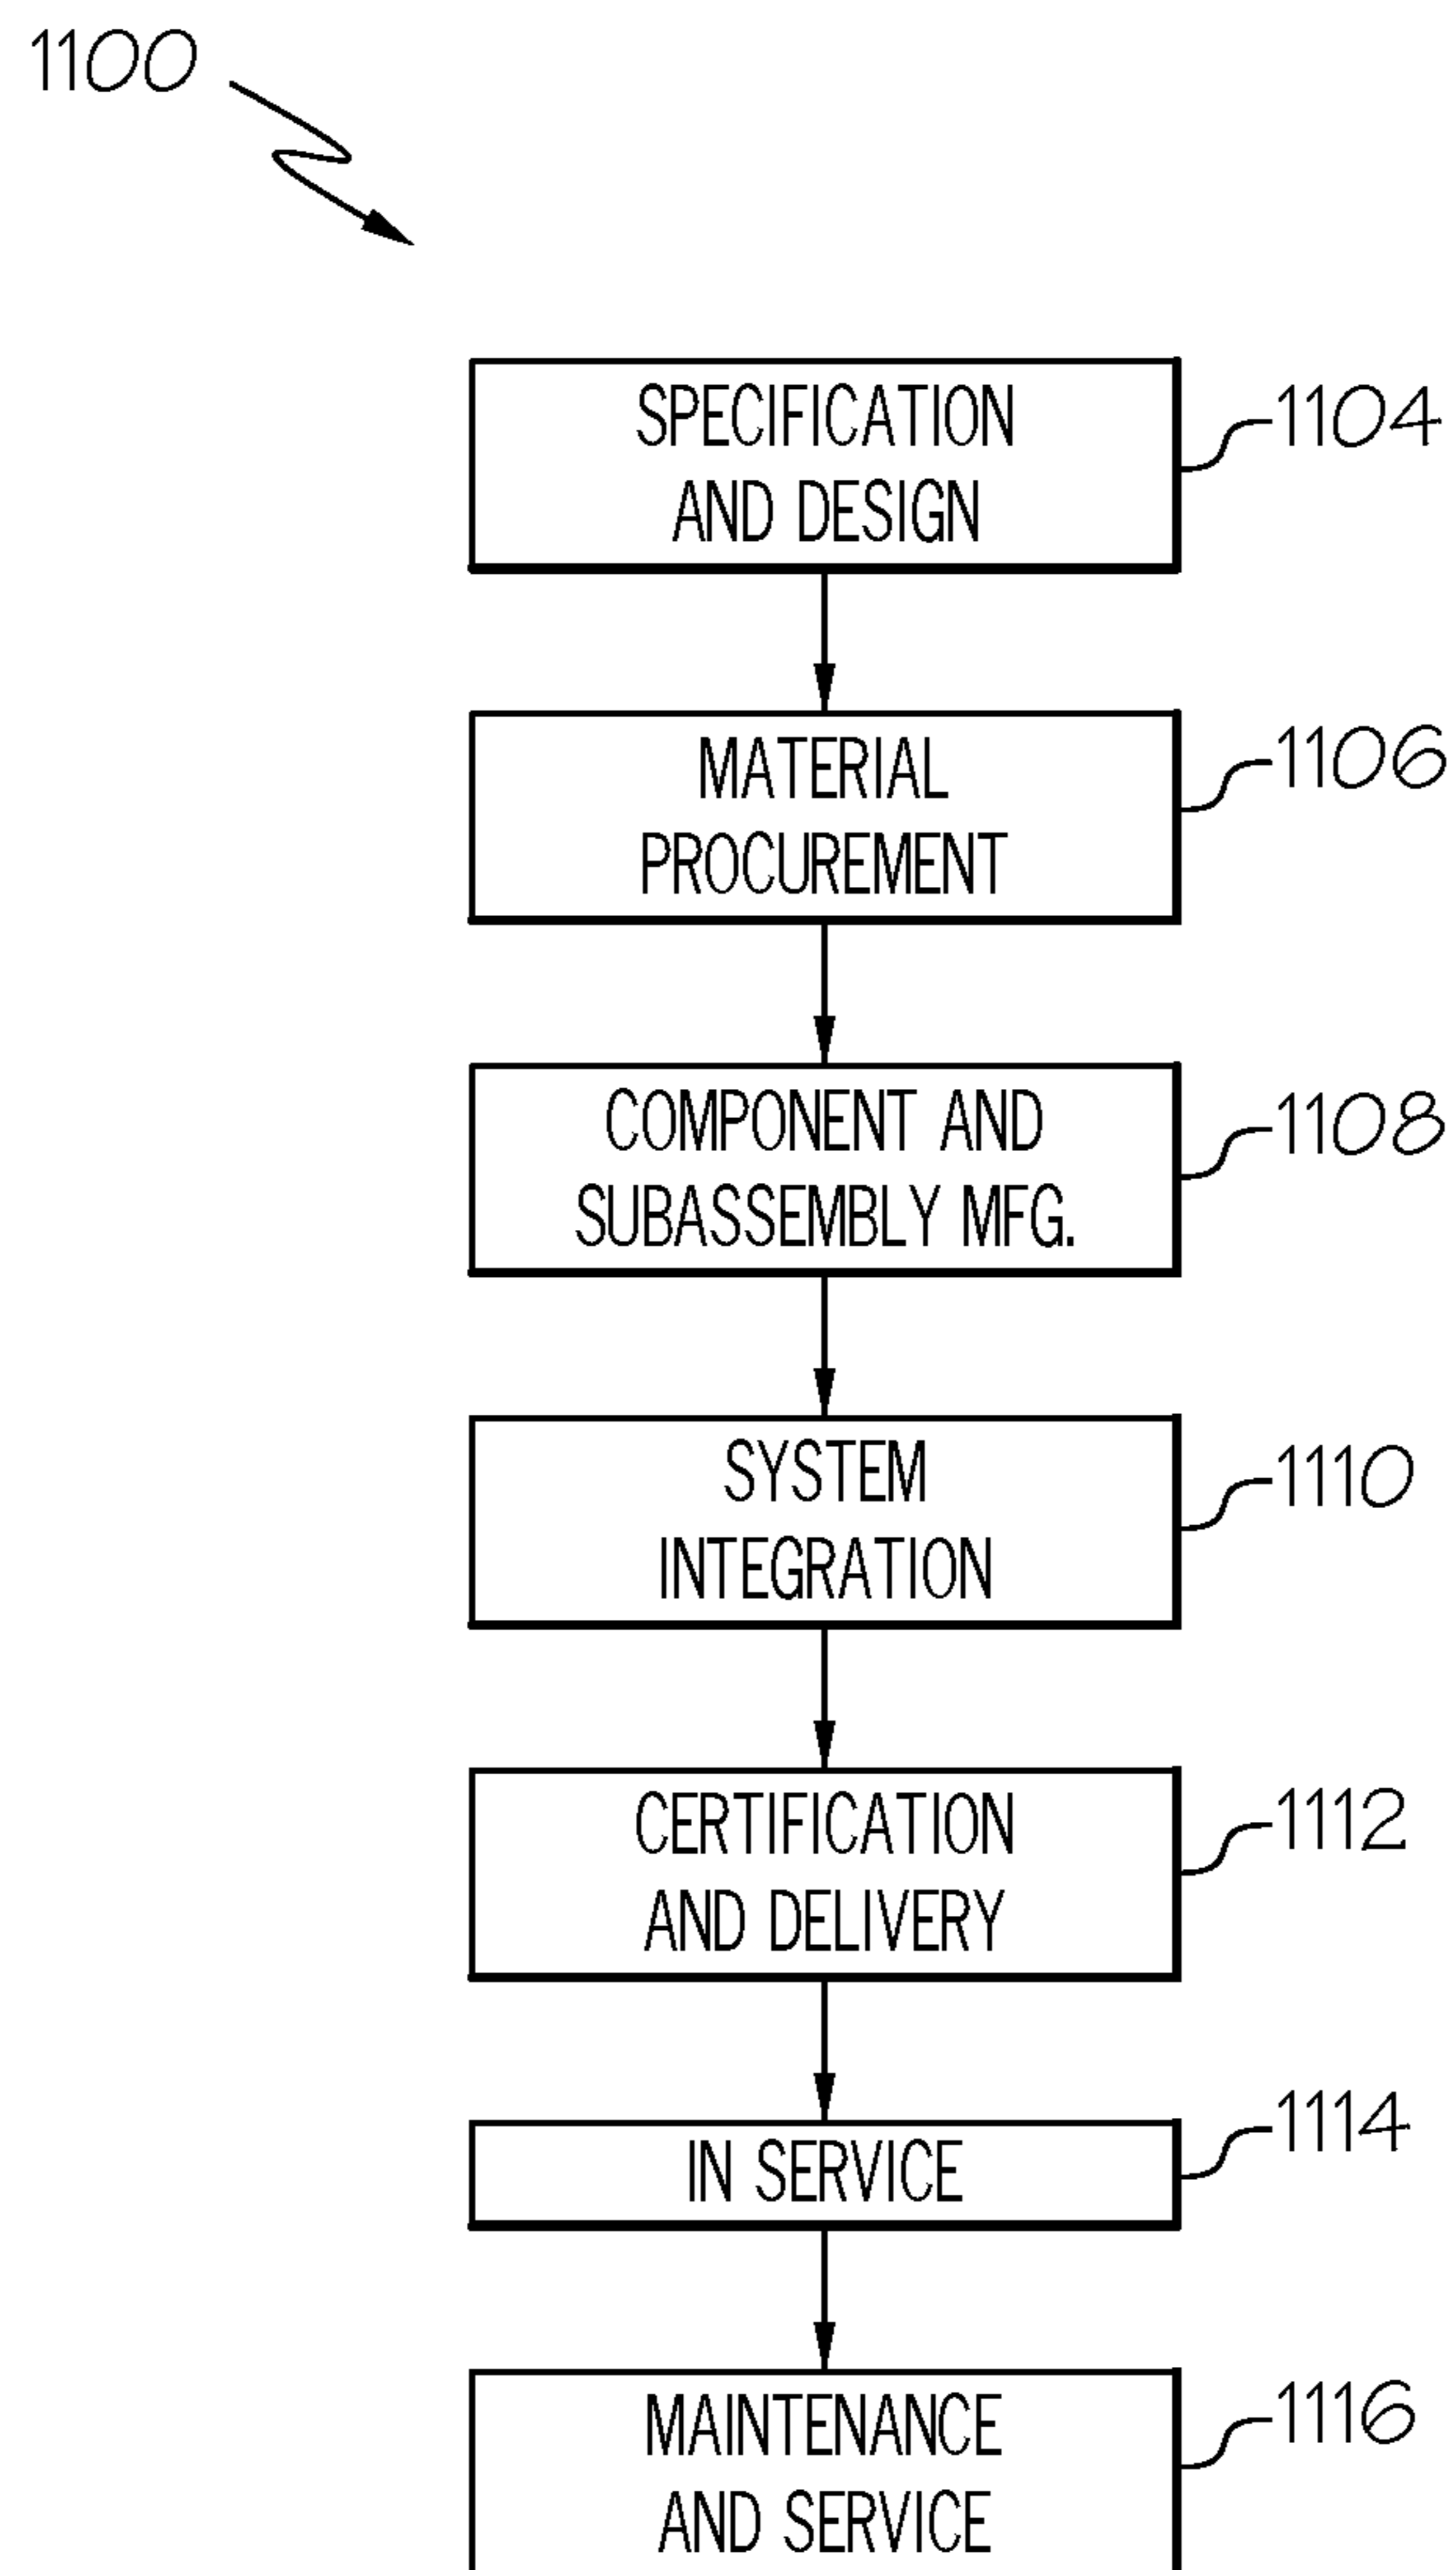 1100
SPECIFICATION
AND DESIGN
1104
MATERIAL
PROCUREMENT
1106
COMPONENT AND
SUBASSEMBLY MFG.
1108
SYSTEM
INTEGRATION
1110
CERTIFICATION
AND DELIVERY
1112
IN SERVICE
1114
MAINTENANCE
AND SERVICE
1116